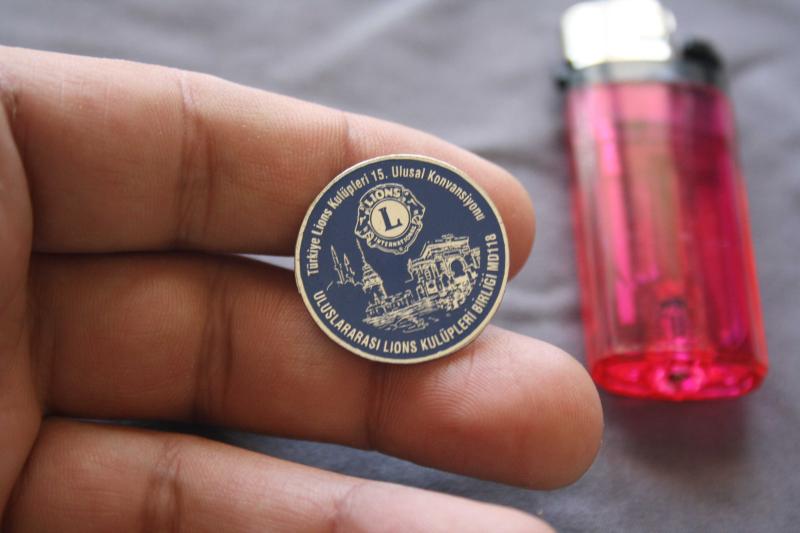 Türkiye Lions Kulüpleri 15. Ulusal Konvansiyonu
LIONS
L
INTERNATIONAL
ULUSLARARASI LIONS KULÜPLERİ BİRLİĞİ MD118